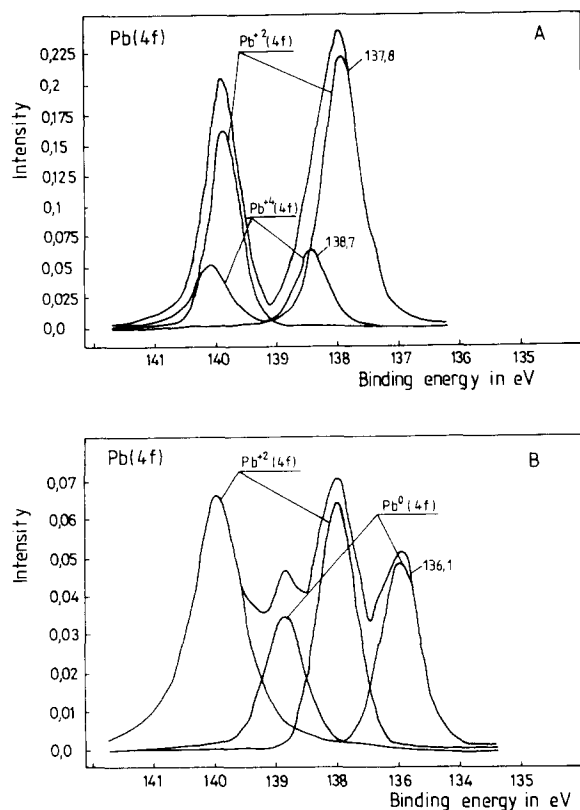 Pb(4f)
A
Pb+2(4f)
137,8
Pb+4(4f)
138,7
Intensity
0,225
0,2
0,175
0,15
0,125
0,1
0,075
0,05
0,025
0,0
141 140 139 138 137 136 135
Binding energy in eV
Pb(4f)
B
Pb+2(4f)
Pb0(4f)
136,1
Intensity
0,07
0,06
0,05
0,04
0,03
0,02
0,01
0,0
141 140 139 138 137 136 135 134
Binding energy in eV